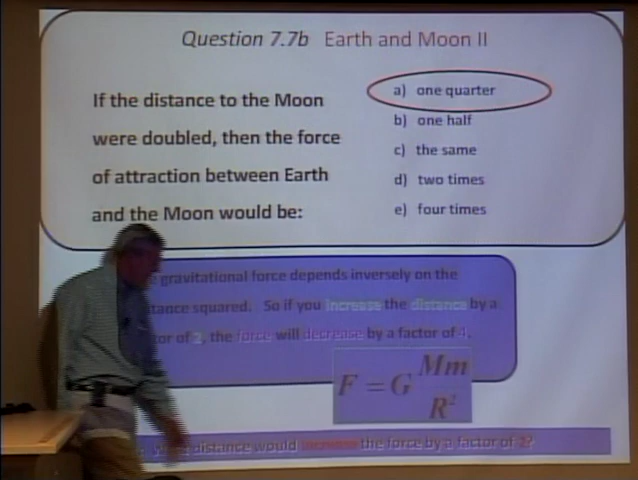 Question 7.7b Earth and Moon II
If the distance to the Moon
were doubled, then the force
of attraction between Earth
and the Moon would be:
a) one quarter
b) one half
c) the same
d) two times
e) four times
gravitational force depends inversely on the
tance squared. So if you increase the distance by a
tor of 2, the force will decrease by a factor of 4.
F = G Mm
R²
distance would increase the force by a factor of 2?